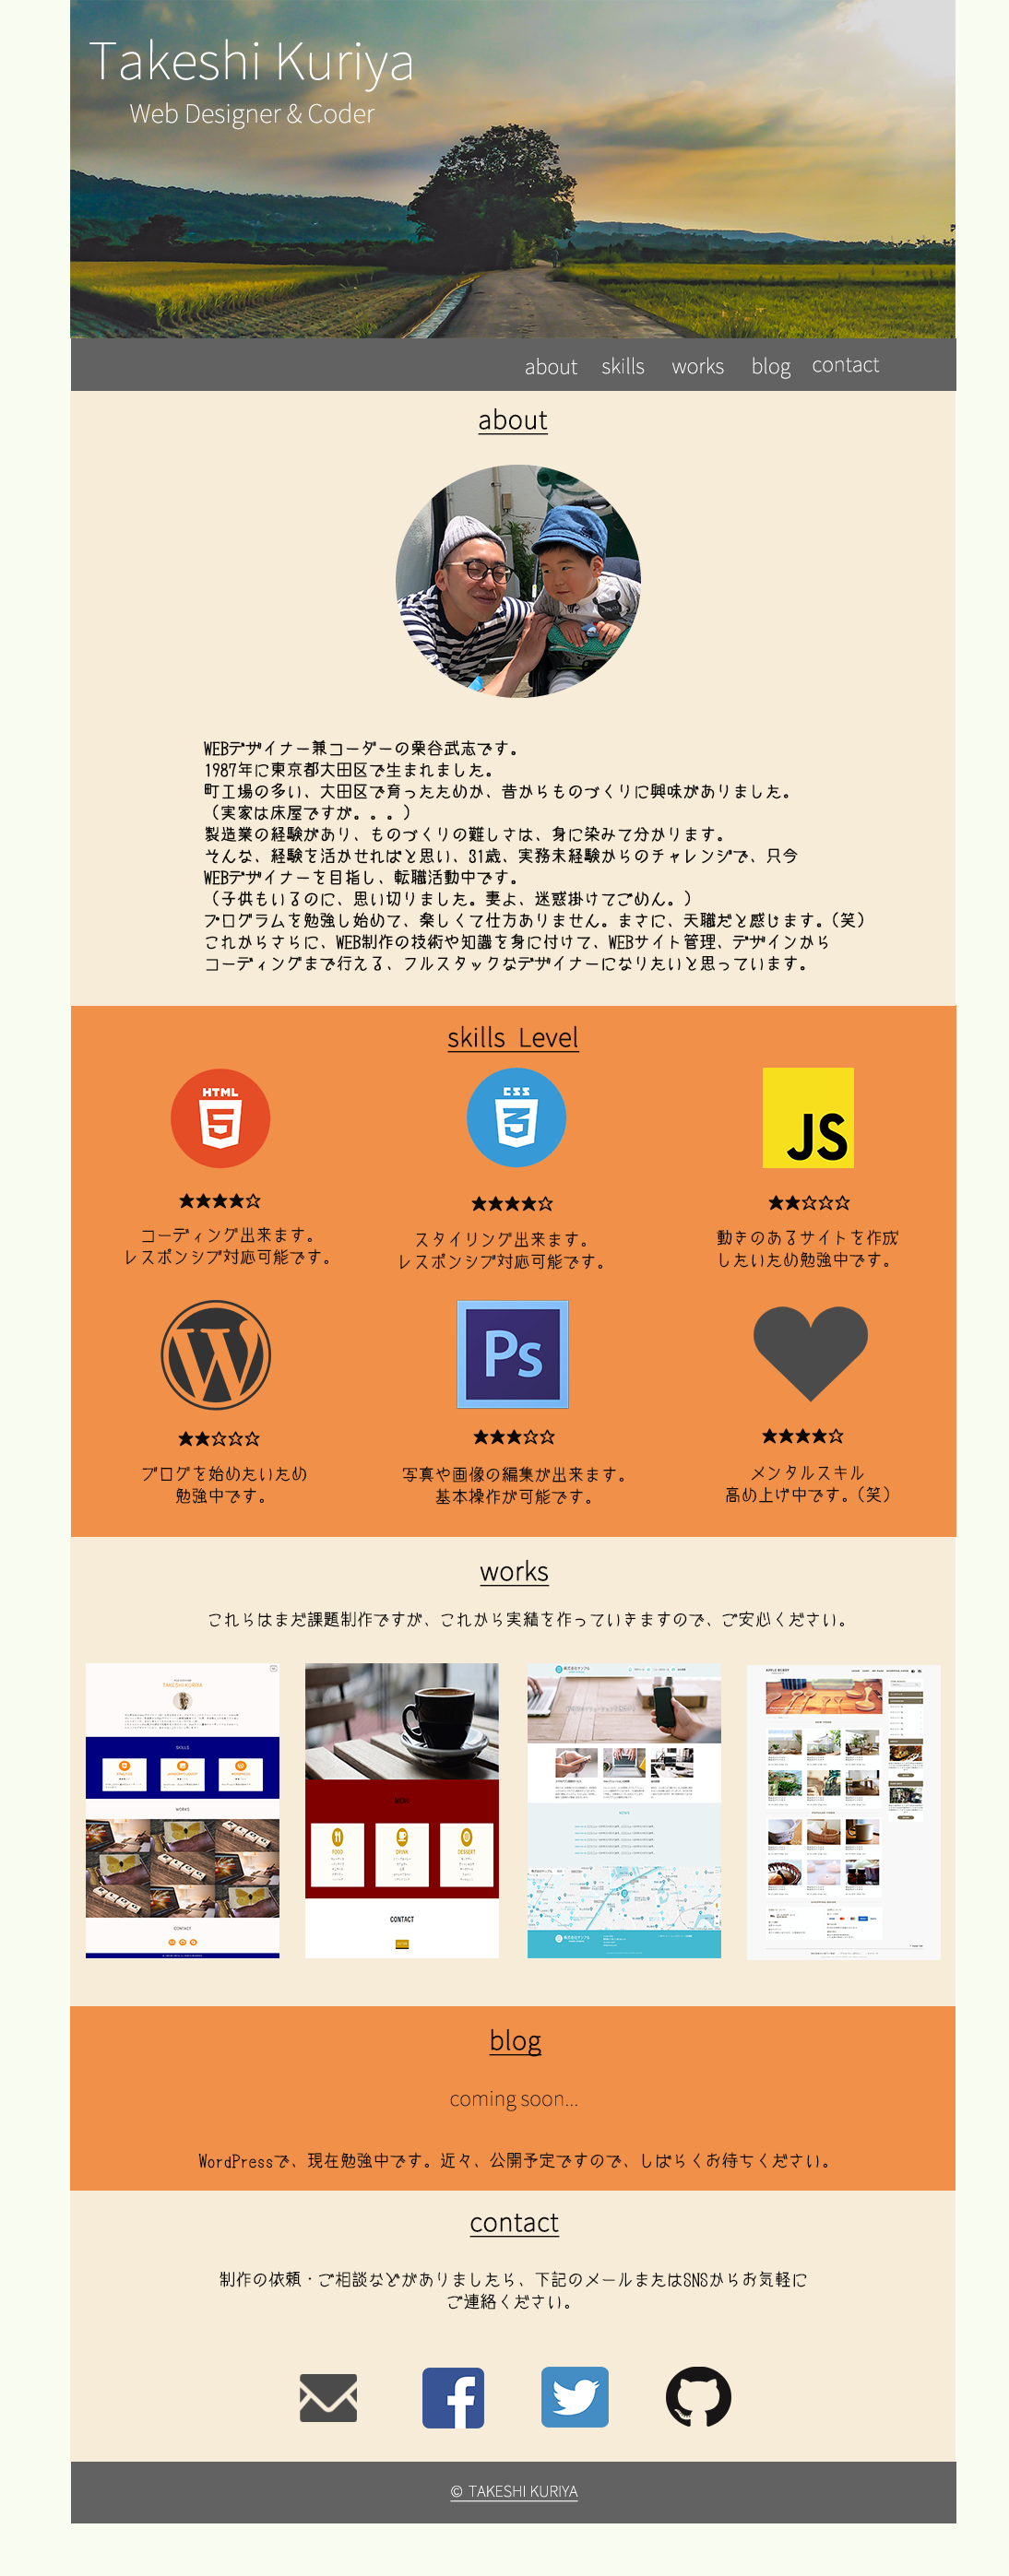 Takeshi Kuriya
Web Designer & Coder
about skills works blog contact
about
WEBデザイナー兼コーダーの栗谷武志です。
1987年に東京都大田区で生まれました。
町工場の多い、大田区で育ったためか、昔からものづくりに興味がありました。
（実家は床屋ですが。。。）
製造業の経験があり、ものづくりの難しさは、身に染みて分かります。
そんな、経験を活かせればと思い、31歳、実務未経験からのチャレンジで、只今
WEBデザイナーを目指し、転職活動中です。
（子供もいるのに、思い切りました。妻よ、迷惑掛けてごめん。）
プログラムを勉強し始めて、楽しくて仕方ありません。まさに、天職だと感じます。（笑）
これからさらに、WEB制作の技術や知識を身に付けて、WEBサイト管理、デザインから
コーディングまで行える、フルスタックなデザイナーになりたいと思っています。
skills Level
HTML
5
CSS
3
JS
★★★★☆
★★★★☆
★★☆☆☆
コーディング出来ます。
レスポンシブ対応可能です。
スタイリング出来ます。
レスポンシブ対応可能です。
動きのあるサイトを作成
したいため勉強中です。
W
Ps
★★☆☆☆
★★★☆☆
★★★★☆
ブログを始めたいため
勉強中です。
写真や画像の編集が出来ます。
基本操作が可能です。
メンタルスキル
高め上げ中です。（笑）
works
これらはまだ課題制作ですが、これから実績を作っていきますので、ご安心ください。
TAKESHI KURIYA
SKILLS
WORKS
CONTACT
MENU
FOOD
DRINK
DESSERT
CONTACT
NEWS
blog
coming soon...
WordPressで、現在勉強中です。近々、公開予定ですので、しばらくお待ちください。
contact
制作の依頼・ご相談などがありましたら、下記のメールまたはSNSからお気軽に
ご連絡ください。
© TAKESHI KURIYA